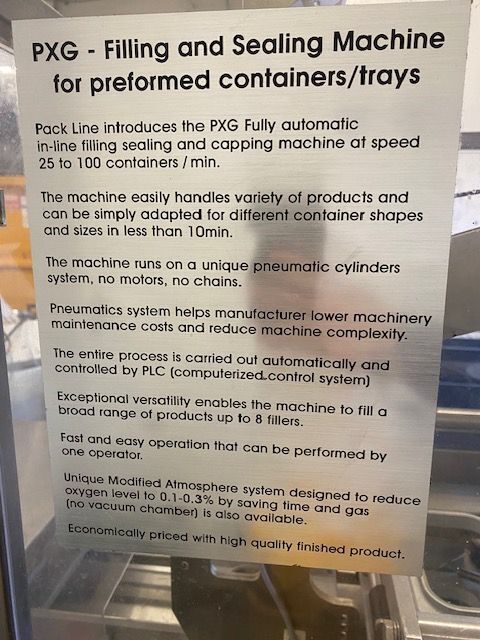 PXG - Filling and Sealing Machine
for preformed containers/trays
Pack Line introduces the PXG Fully automatic
in-line filling sealing and capping machine at speed
25 to 100 containers / min.
The machine easily handles variety of products and
can be simply adapted for different container shapes
and sizes in less than 10min.
The machine runs on a unique pneumatic cylinders
system, no motors, no chains.
Pneumatics system helps manufacturer lower machinery
maintenance costs and reduce machine complexity.
The entire process is carried out automatically and
controlled by PLC (computerized control system)
Exceptional versatility enables the machine to fill a
broad range of products up to 8 fillers.
Fast and easy operation that can be performed by
one operator.
Unique Modified Atmosphere system designed to reduce
oxygen level to 0.1-0.3% by saving time and gas
(no vacuum chamber) is also available.
Economically priced with high quality finished product.